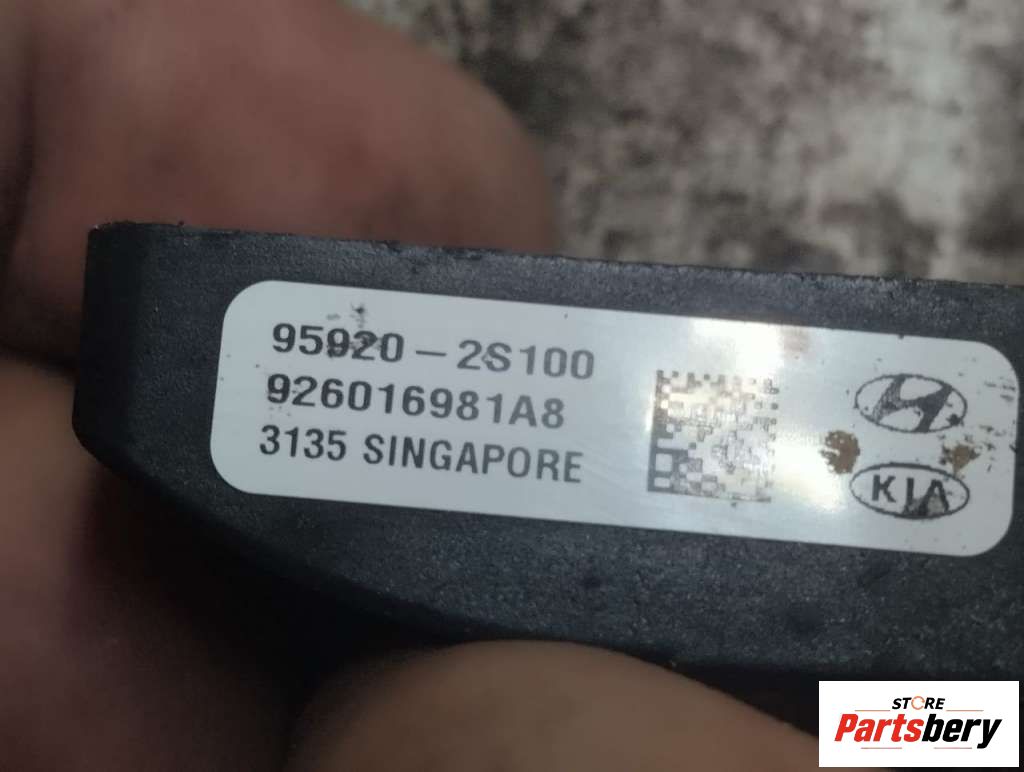 95920-2S100
926016981A8
3135 SINGAPORE
KIA
STORE
Partsbery